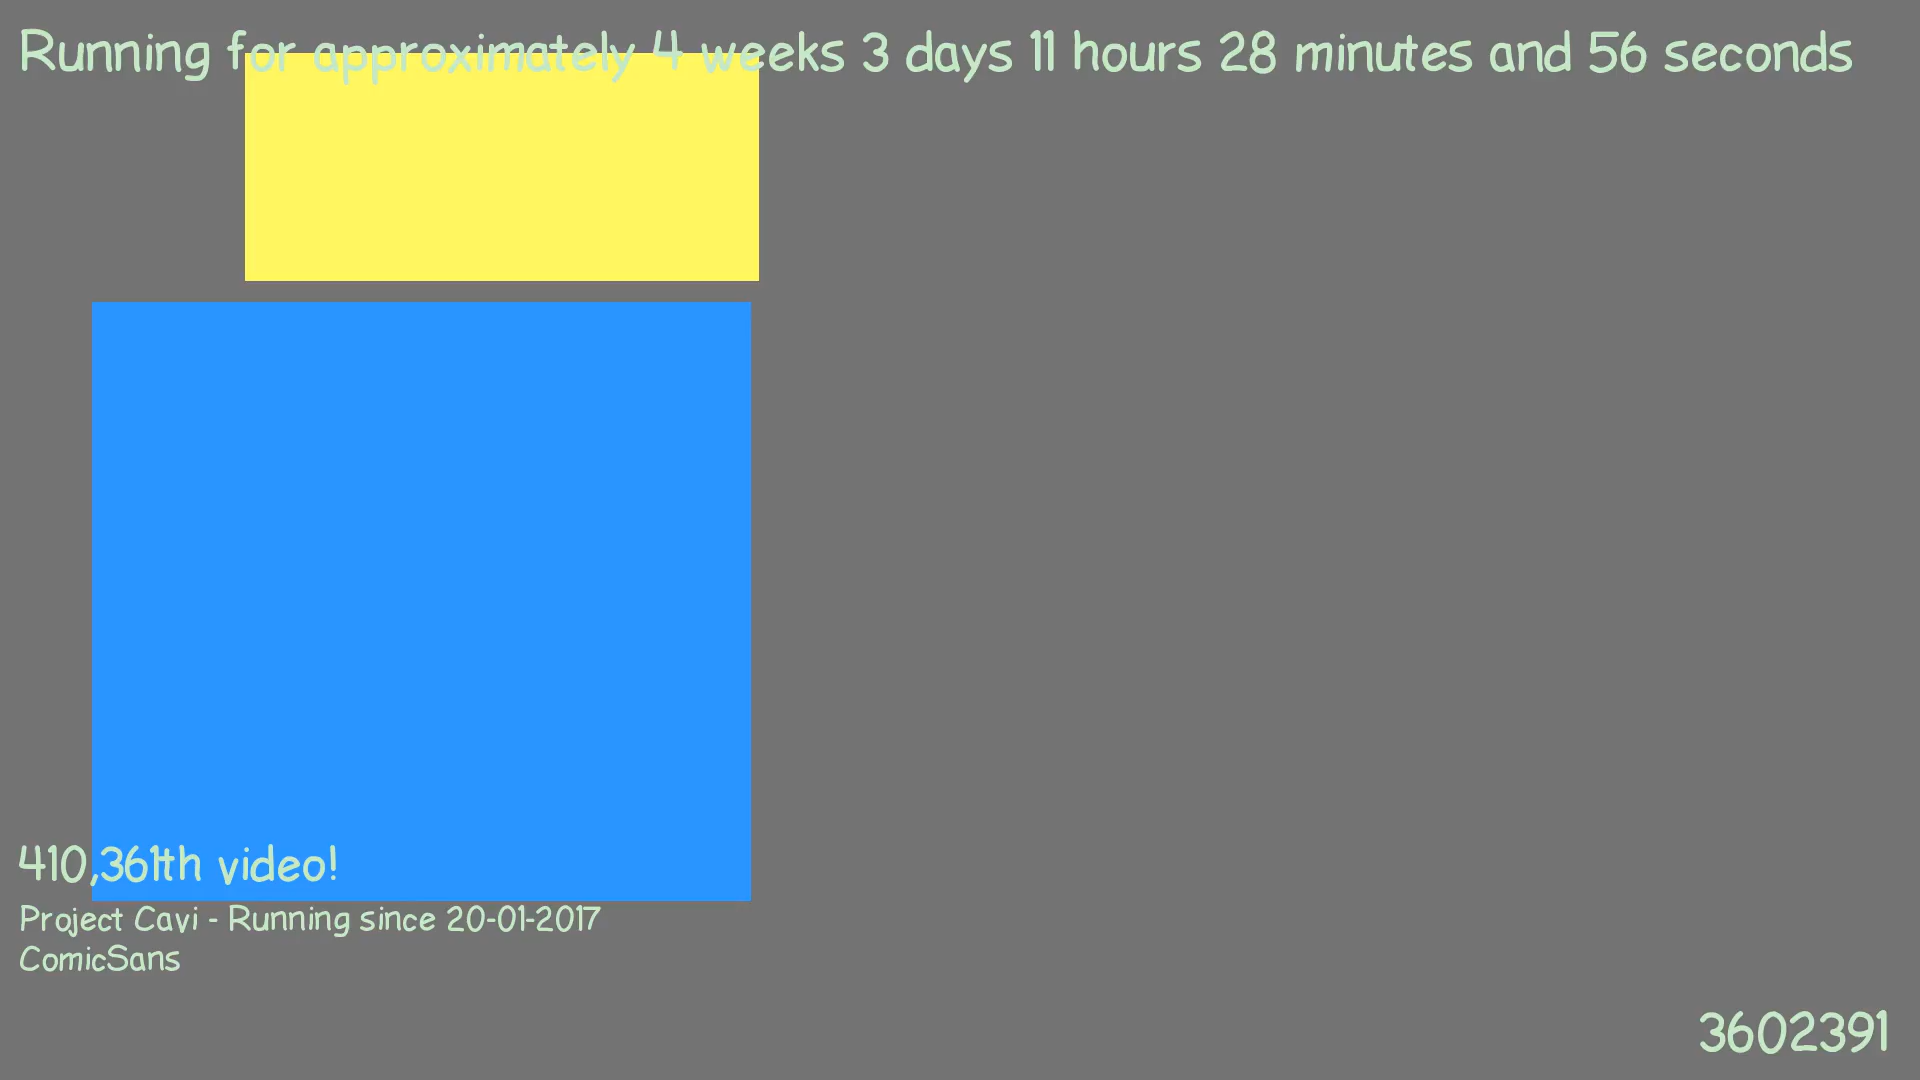 Running for approximately 4 weeks 3 days 11 hours 28 minutes and 56 seconds
410,361th video!
Project Cavi - Running since 20-01-2017
ComicSans
3602391